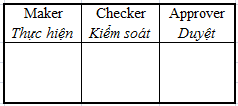 Maker Checker Approver
Thực hiện Kiểm soát Duyệt